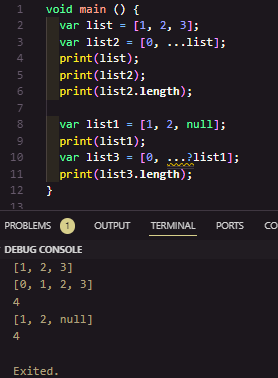 1 void main () {
2 var list = [1, 2, 3];
3 var list2 = [0, ...list];
4 print(list);
5 print(list2);
6 print(list2.length);
7
8 var list1 = [1, 2, null];
9 print(list1);
10 var list3 = [0, ...?list1];
11 print(list3.length);
12 }
PROBLEMS 1 OUTPUT TERMINAL PORTS CO
DEBUG CONSOLE
[1, 2, 3]
[0, 1, 2, 3]
4
[1, 2, null]
4
Exited.